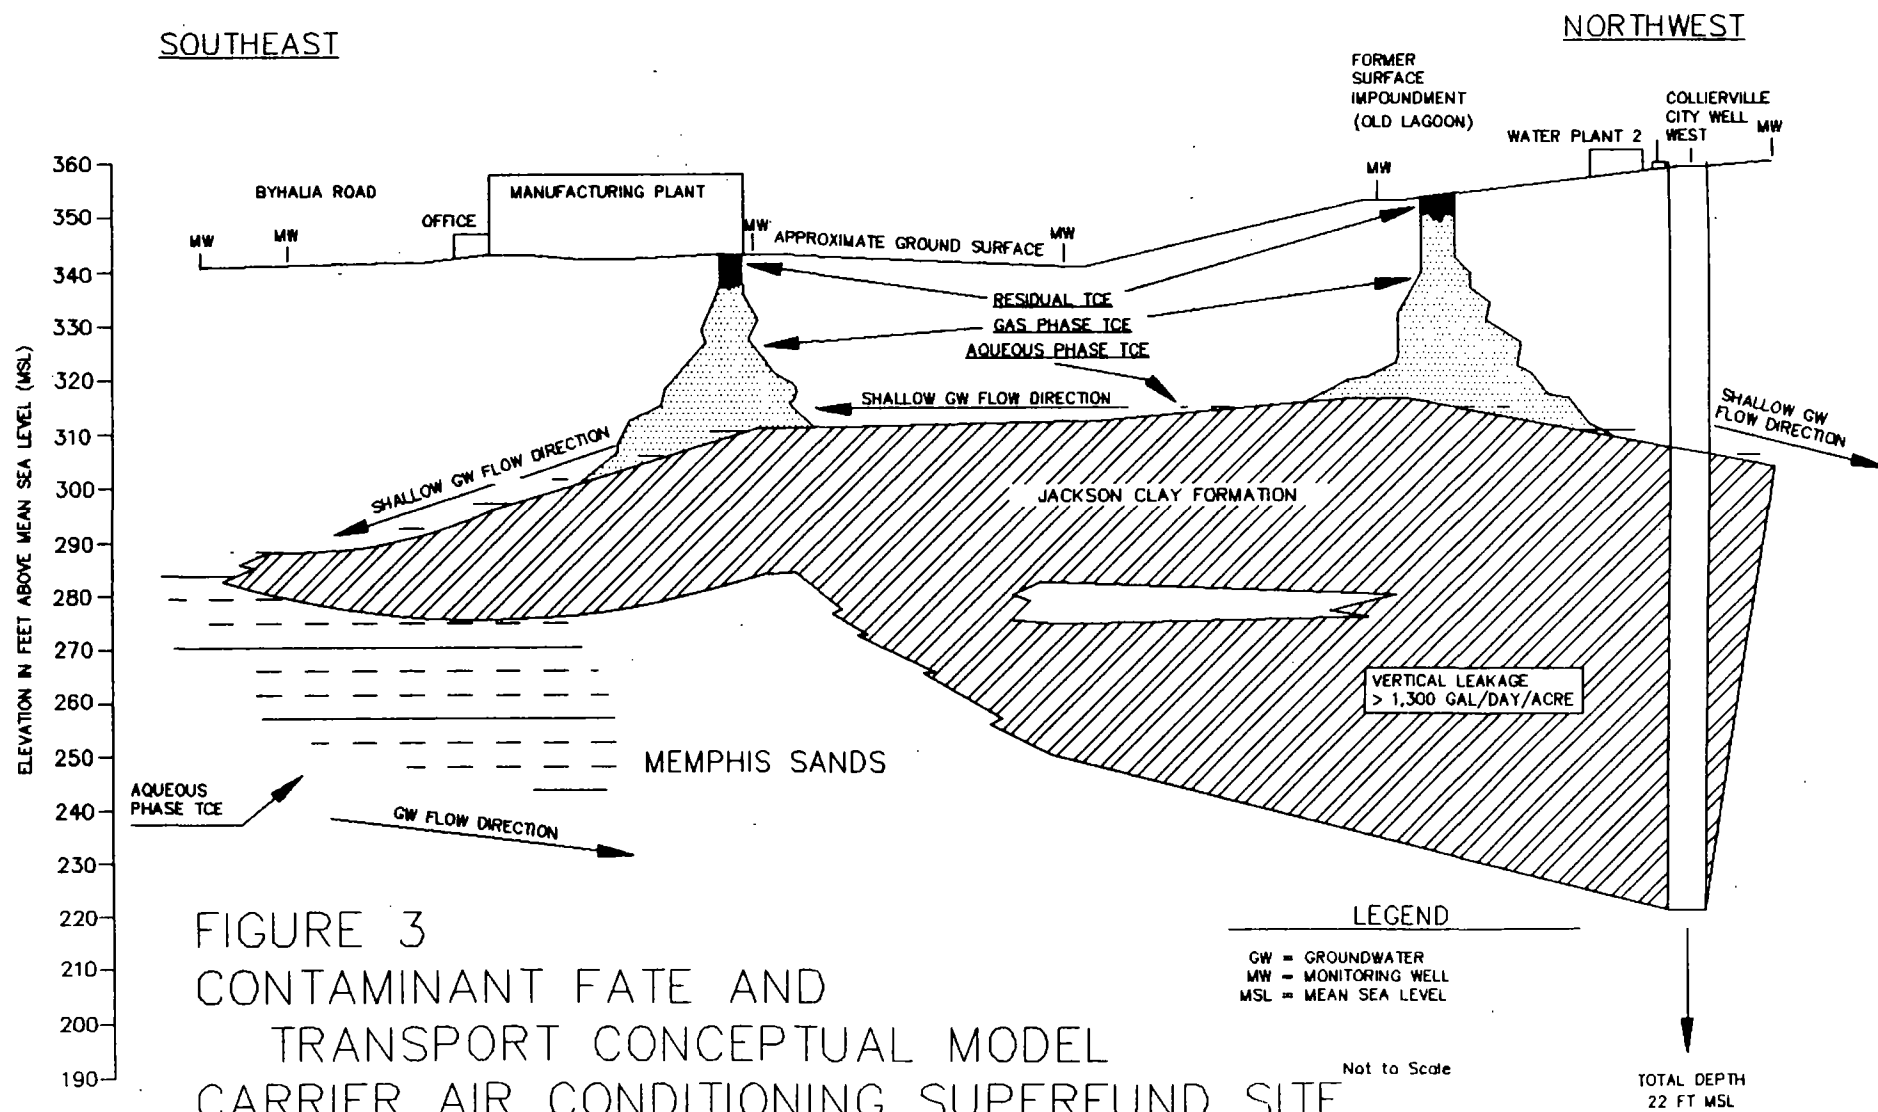 SOUTHEAST
NORTHWEST
FORMER
SURFACE
IMPOUNDMENT
(OLD LAGOON)
COLLIERVILLE
CITY WELL
WEST
MW
WATER PLANT 2
MW
360
350
340
330
320
310
300
290
280
270
260
250
240
230
220
210
200
190
ELEVATION IN FEET ABOVE MEAN SEA LEVEL (MSL)
BYHALIA ROAD
MANUFACTURING PLANT
OFFICE
MW
MW
MW
APPROXIMATE GROUND SURFACE
MW
RESIDUAL TCE
GAS PHASE TCE
AQUEOUS PHASE TCE
SHALLOW GW FLOW DIRECTION
SHALLOW GW
FLOW DIRECTION
SHALLOW GW FLOW DIRECTION
JACKSON CLAY FORMATION
VERTICAL LEAKAGE
> 1,300 GAL/DAY/ACRE
MEMPHIS SANDS
AQUEOUS
PHASE TCE
GW FLOW DIRECTION
FIGURE 3
CONTAMINANT FATE AND
TRANSPORT CONCEPTUAL MODEL
CARRIER AIR CONDITIONING SUPERFUND SITE
LEGEND
GW = GROUNDWATER
MW = MONITORING WELL
MSL = MEAN SEA LEVEL
Not to Scale
TOTAL DEPTH
22 FT MSL